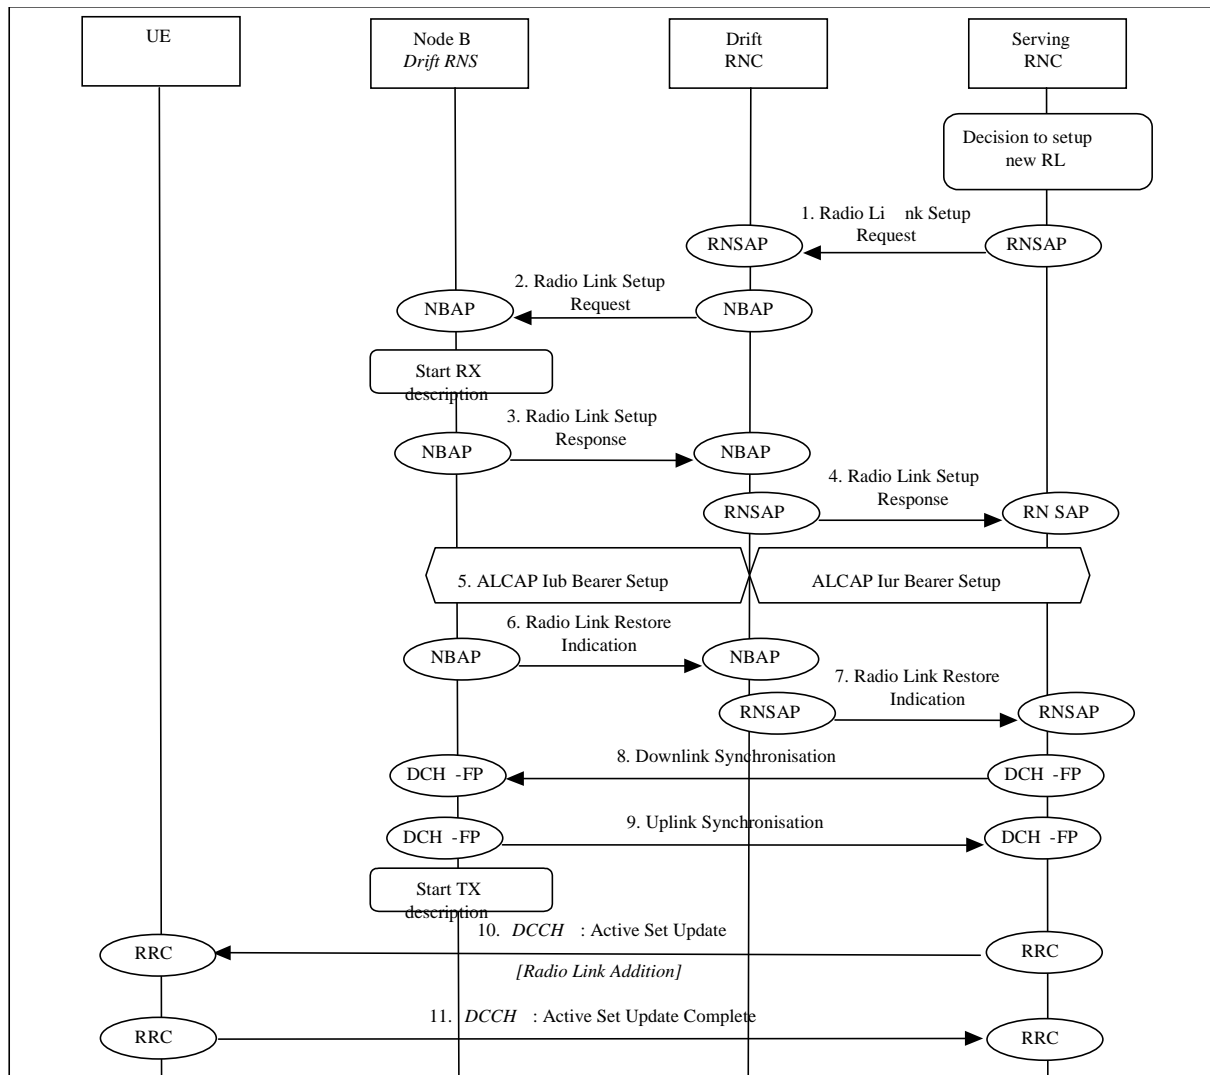 UE
Node B
Drift RNS
Drift
RNC
Serving
RNC
Decision to setup
new RL
1. Radio Li nk Setup
Request
RNSAP
RNSAP
2. Radio Link Setup
Request
NBAP
NBAP
Start RX
description
3. Radio Link Setup
Response
NBAP
NBAP
4. Radio Link Setup
Response
RNSAP
RN SAP
5. ALCAP Iub Bearer Setup
ALCAP Iur Bearer Setup
6. Radio Link Restore
Indication
NBAP
NBAP
7. Radio Link Restore
Indication
RNSAP
RNSAP
8. Downlink Synchronisation
DCH -FP
DCH -FP
9. Uplink Synchronisation
DCH -FP
DCH -FP
Start TX
description
10. DCCH : Active Set Update
RRC
RRC
[Radio Link Addition]
11. DCCH : Active Set Update Complete
RRC
RRC